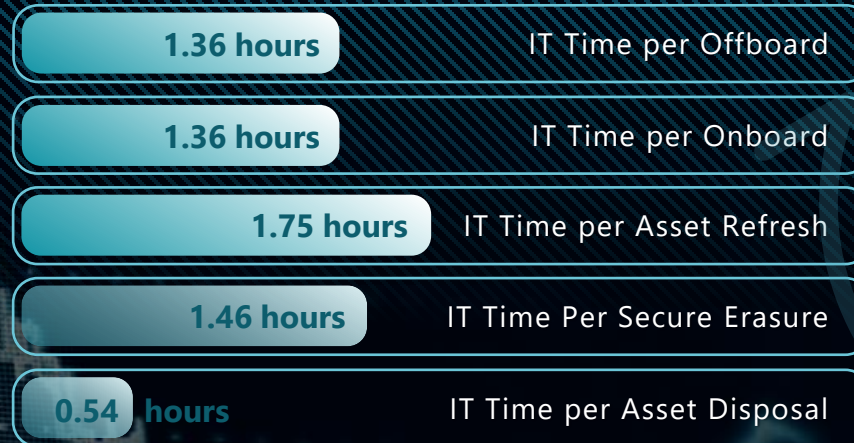 1.36 hours IT Time per Offboard
1.36 hours IT Time per Onboard
1.75 hours IT Time per Asset Refresh
1.46 hours IT Time Per Secure Erasure
0.54 hours IT Time per Asset Disposal